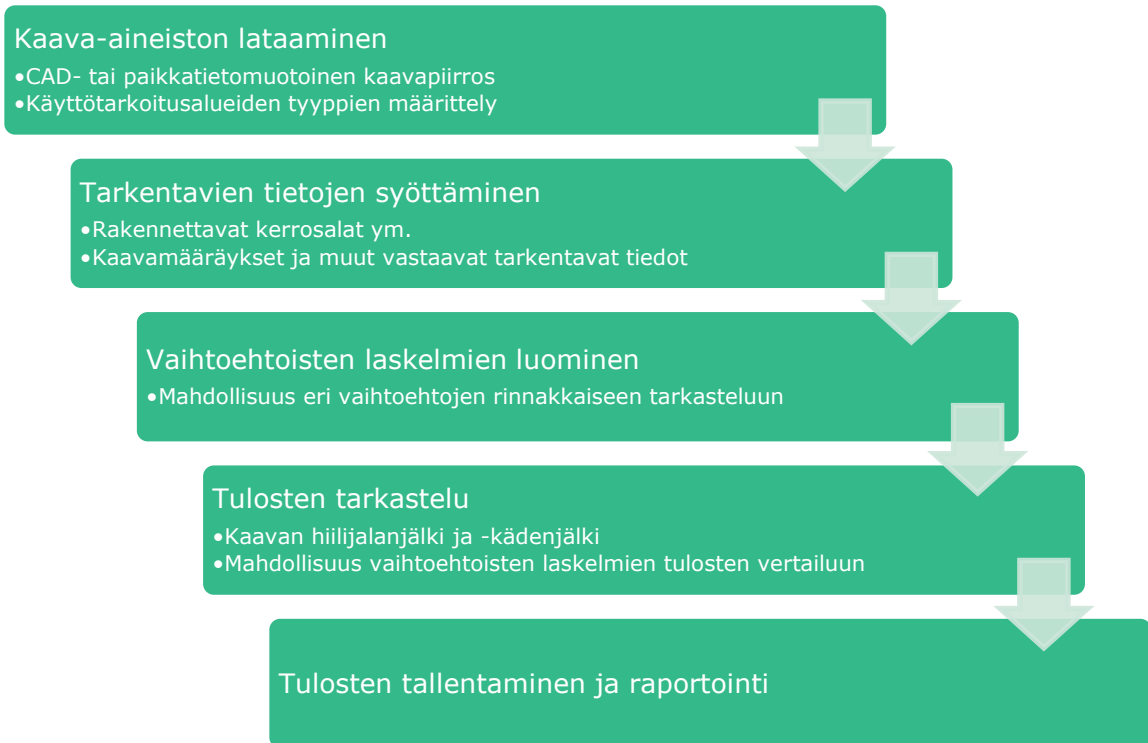 Kaava-aineiston lataaminen
•CAD- tai paikkatietomuotoinen kaavapiirros
•Käyttötarkoitusalueiden tyyppien määrittely
Tarkentavien tietojen syöttäminen
•Rakennettavat kerrosalat ym.
•Kaavamääräykset ja muut vastaavat tarkentavat tiedot
Vaihtoehtoisten laskelmien luominen
•Mahdollisuus eri vaihtoehtojen rinnakkaiseen tarkasteluun
Tulosten tarkastelu
•Kaavan hiilijalanjälki ja -kädenjälki
•Mahdollisuus vaihtoehtoisten laskelmien tulosten vertailuun
Tulosten tallentaminen ja raportointi